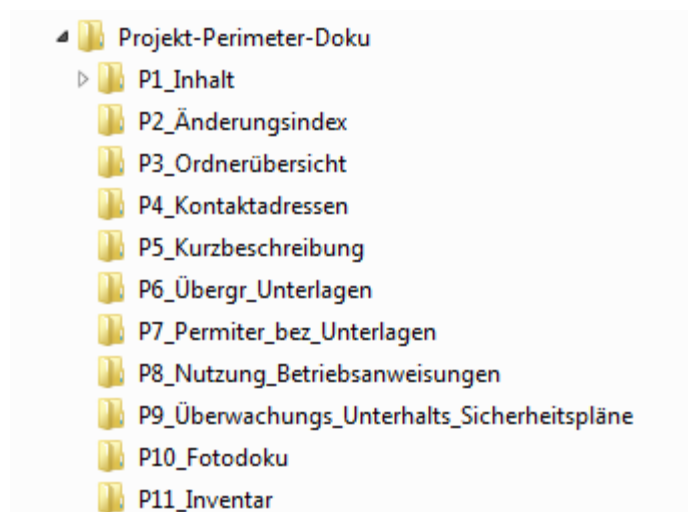 Projekt-Perimeter-Doku
P1_Inhalt
P2_Änderungsindex
P3_Ordnerübersicht
P4_Kontaktadressen
P5_Kurzbeschreibung
P6_Übergr_Unterlagen
P7_Permiter_bez_Unterlagen
P8_Nutzung_Betriebsanweisungen
P9_Überwachungs_Unterhalts_Sicherheitspläne
P10_Fotodoku
P11_Inventar